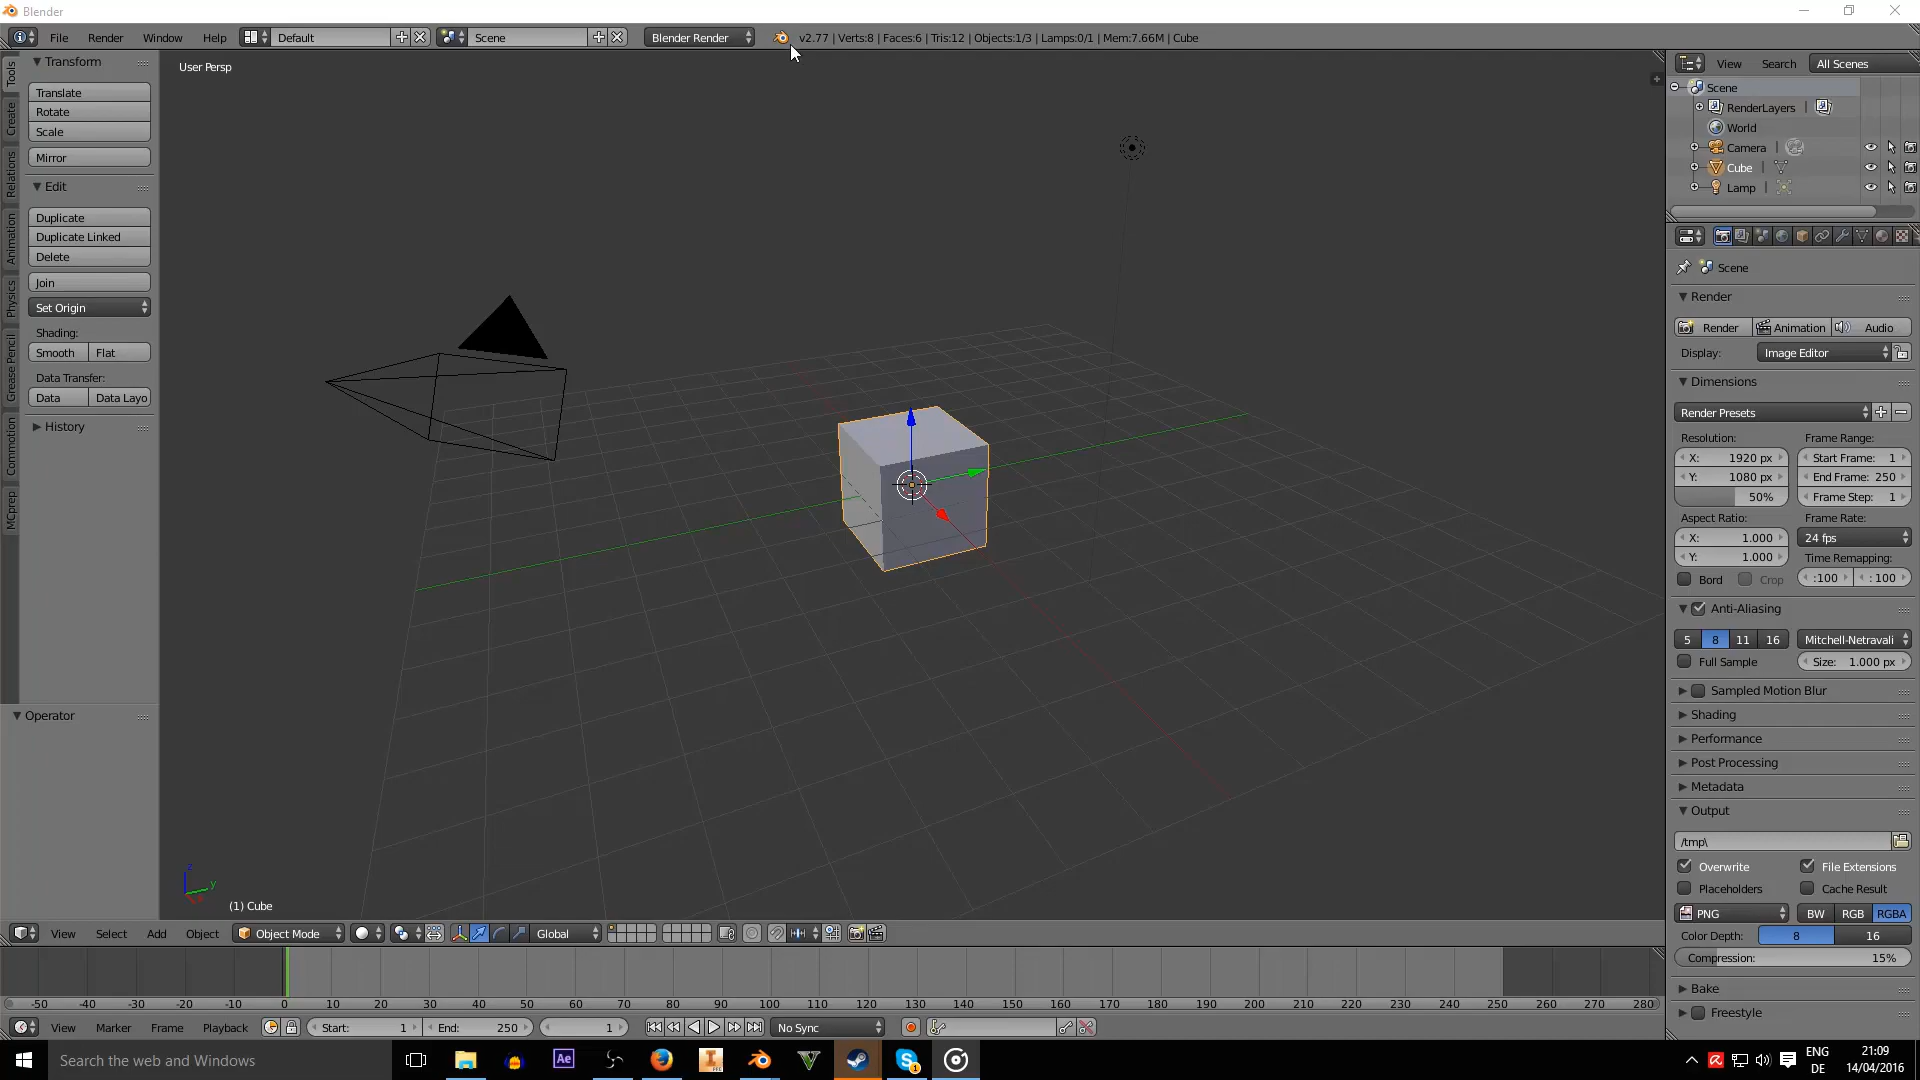 Blender
File Render Window Help Default Scene Blender Render v2.77 | Verts:8 | Faces:6 | Tris:12 | Objects:1/3 | Lamps:0/1 | Mem:7.66M | Cube
Tools
Create
Relations
Animation
Physics
Grease Pencil
Commotion
MCprep
Transform
Translate
Rotate
Scale
Mirror
Edit
Duplicate
Duplicate Linked
Delete
Join
Set Origin
Shading:
Smooth Flat
Data Transfer:
Data Data Layo
History
Operator
User Persp
z
y
(1) Cube
View Search All Scenes
Scene
RenderLayers
World
Camera
Cube
Lamp
Scene
Render
Render Animation Audio
Display: Image Editor
Dimensions
Render Presets
Resolution: Frame Range:
X: 1920 px Start Frame: 1
Y: 1080 px End Frame: 250
50% Frame Step: 1
Aspect Ratio: Frame Rate:
X: 1.000 24 fps
Y: 1.000 Time Remapping:
Bord Crop :100 : 100
Anti-Aliasing
5 8 11 16 Mitchell-Netravali
Full Sample Size: 1.000 px
Sampled Motion Blur
Shading
Performance
Post Processing
Metadata
Output
/tmp\
Overwrite File Extensions
Placeholders Cache Result
PNG BW RGB RGBA
Color Depth: 8 16
Compression: 15%
Bake
Freestyle
View Select Add Object Object Mode Global
-50 -40 -30 -20 -10 0 10 20 30 40 50 60 70 80 90 100 110 120 130 140 150 160 170 180 190 200 210 220 230 240 250 260 270 280
View Marker Frame Playback Start: 1 End: 250 1 No Sync
Search the web and Windows
Ae
1
ENG
DE
21:09
14/04/2016